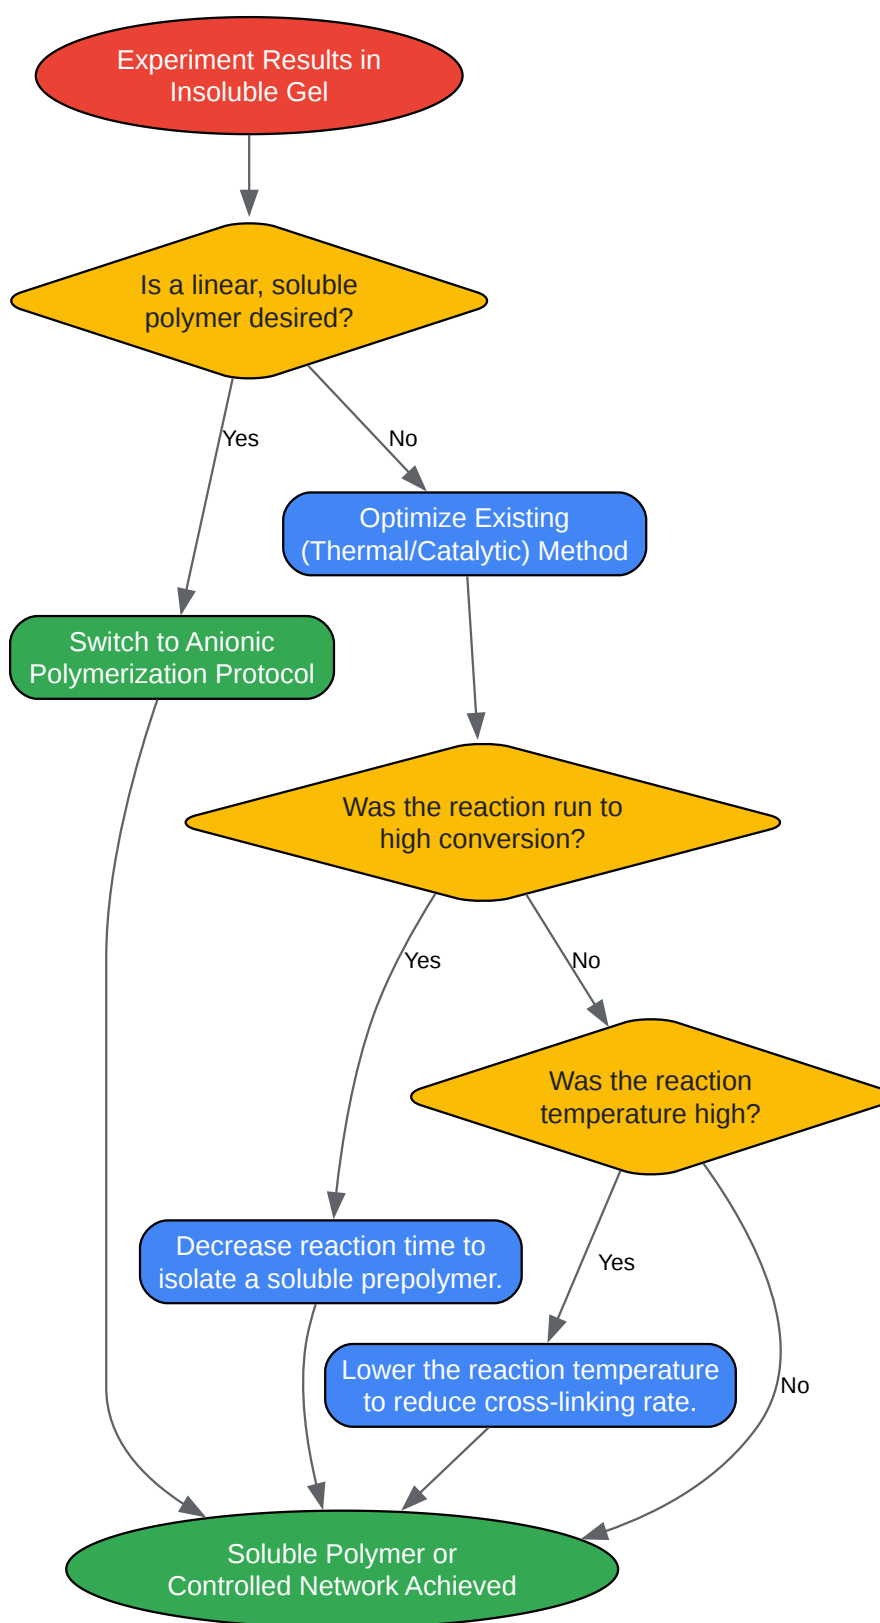 Experiment Results in
Insoluble Gel
Is a linear, soluble
polymer desired?
Yes
No
Optimize Existing
(Thermal/Catalytic) Method
Switch to Anionic
Polymerization Protocol
Was the reaction run to
high conversion?
Yes
No
Was the reaction
temperature high?
Decrease reaction time to
isolate a soluble prepolymer.
Yes
Lower the reaction temperature
to reduce cross-linking rate.
No
Soluble Polymer or
Controlled Network Achieved